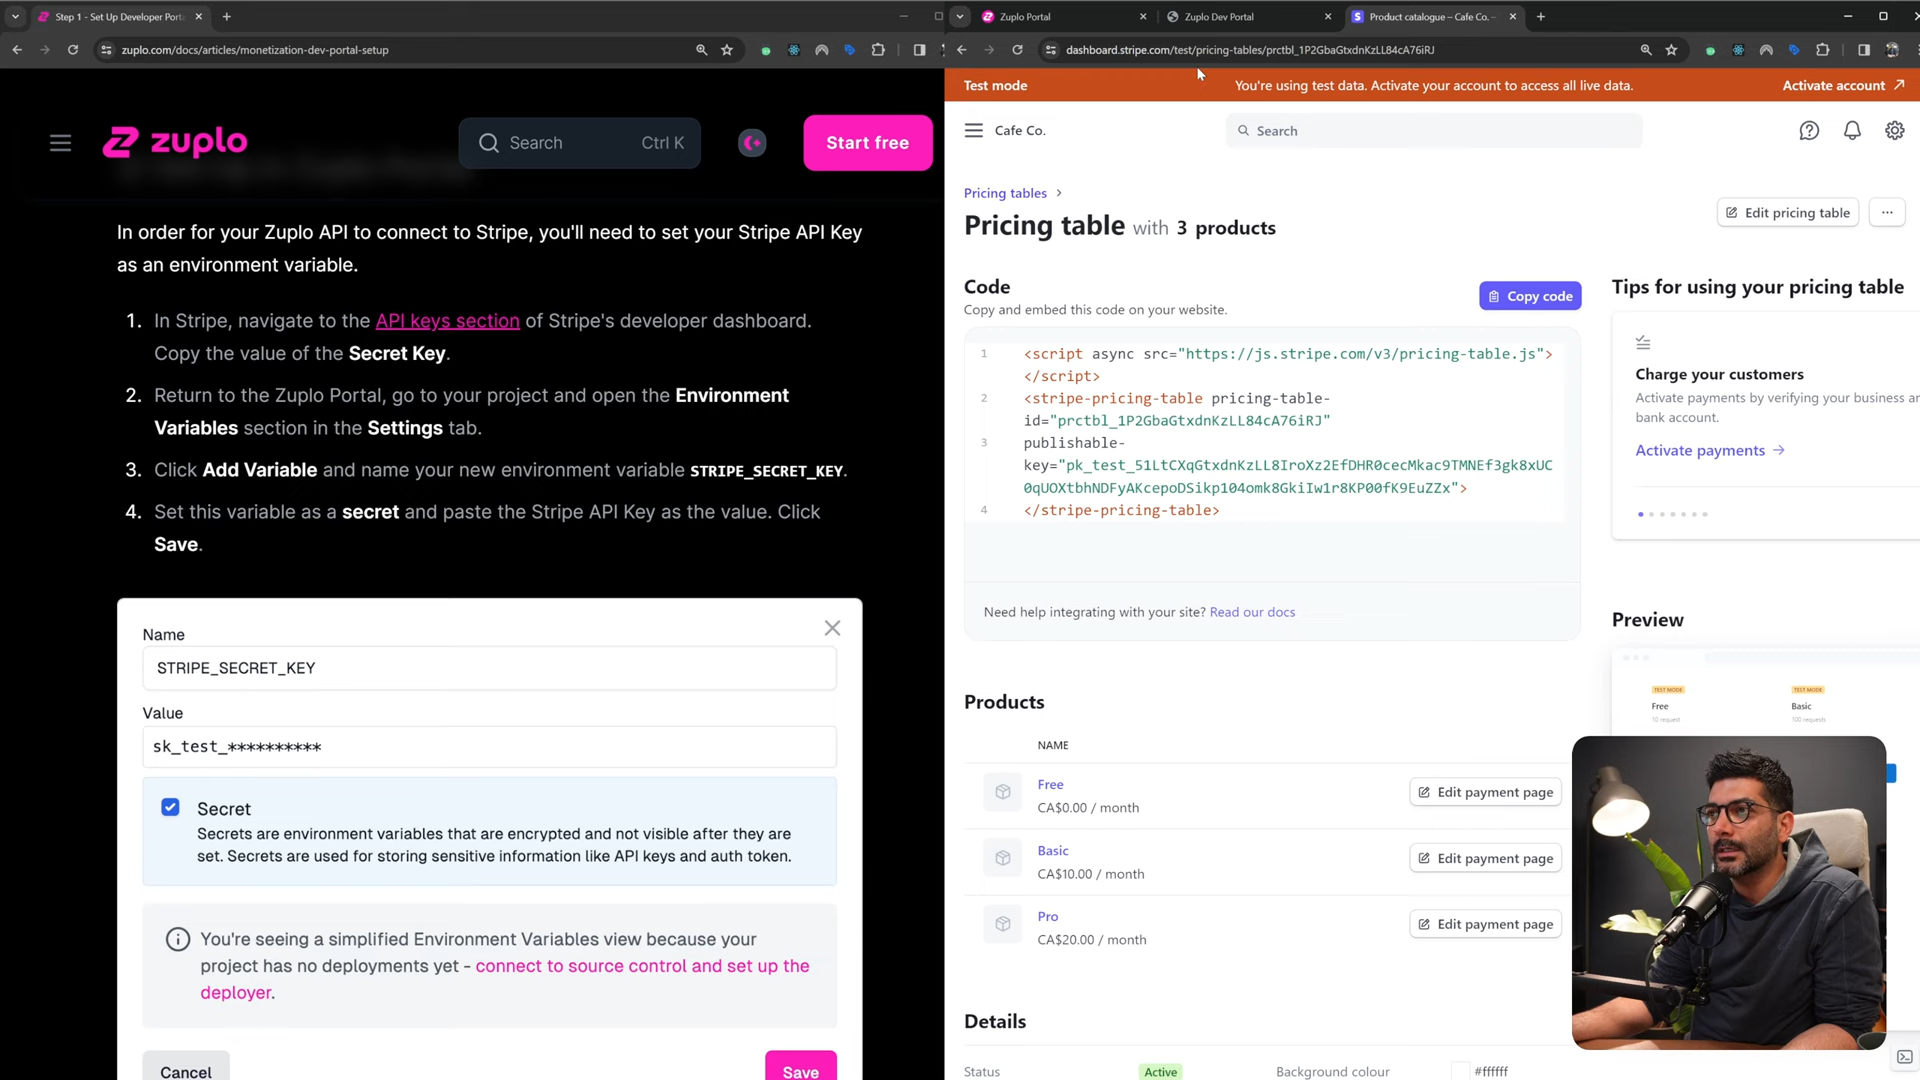 Step 1 - Set Up Developer Porta
zuplo.com/docs/articles/monetization-dev-portal-setup
zuplo
Search
Ctrl K
Start free
In order for your Zuplo API to connect to Stripe, you'll need to set your Stripe API Key
as an environment variable.
1. In Stripe, navigate to the API keys section of Stripe's developer dashboard.
Copy the value of the Secret Key.
2. Return to the Zuplo Portal, go to your project and open the Environment
Variables section in the Settings tab.
3. Click Add Variable and name your new environment variable STRIPE_SECRET_KEY.
4. Set this variable as a secret and paste the Stripe API Key as the value. Click
Save.
Name
STRIPE_SECRET_KEY
Value
sk_test_**********
Secret
Secrets are environment variables that are encrypted and not visible after they are
set. Secrets are used for storing sensitive information like API keys and auth token.
You're seeing a simplified Environment Variables view because your
project has no deployments yet - connect to source control and set up the
deployer.
Cancel
Save
Zuplo Portal
Zuplo Dev Portal
Product catalogue – Cafe Co. –
dashboard.stripe.com/test/pricing-tables/prctbl_1P2GbaGtxdnKzLL84cA76iRJ
Test mode
You're using test data. Activate your account to access all live data.
Activate account
Cafe Co.
Search
Pricing tables
Pricing table with 3 products
Edit pricing table
Code
Copy and embed this code on your website.
Copy code
1 <script async src="https://js.stripe.com/v3/pricing-table.js">
</script>
2 <stripe-pricing-table pricing-table-
id="prctbl_1P2GbaGtxdnKzLL84cA76iRJ"
3 publishable-
key="pk_test_51LtCXqGtxdnKzLL8IroXz2EfDHR0cecMkac9TMNEf3gk8xUC
0qUOXtbhNDFyAKcepoDSikp104omk8GkiIw1r8KP00fK9EuZZx">
4 </stripe-pricing-table>
Need help integrating with your site? Read our docs
Tips for using your pricing table
Charge your customers
Activate payments by verifying your business an
bank account.
Activate payments
Preview
TEST MODE
Free
10 request
TEST MODE
Basic
100 requests
Products
NAME
Free
CA$0.00 / month
Edit payment page
Basic
CA$10.00 / month
Edit payment page
Pro
CA$20.00 / month
Edit payment page
Details
Status
Active
Background colour
#ffffff